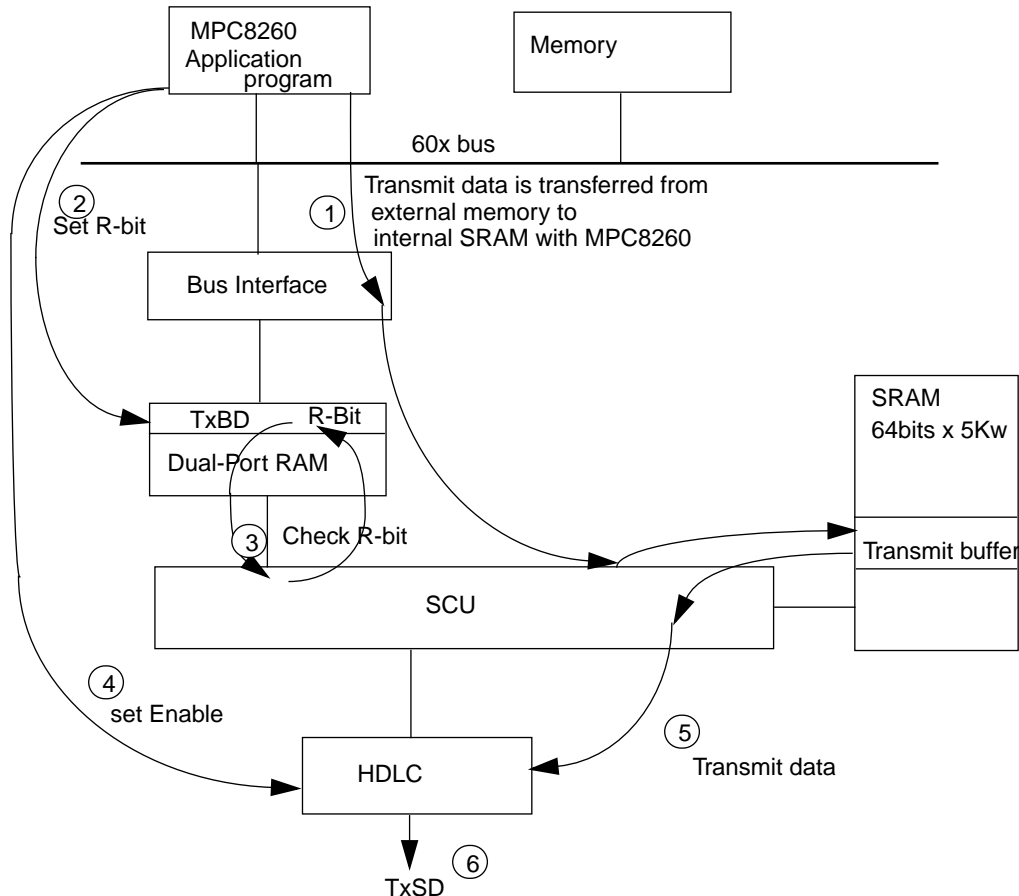 MPC8260
Application
program
Memory
60x bus
Transmit data is transferred from
external memory to
internal SRAM with MPC8260
1
2
Set R-bit
Bus Interface
TxBD
R-Bit
Dual-Port RAM
SRAM
64bits x 5Kw
3
Check R-bit
Transmit buffer
SCU
4
set Enable
5
Transmit data
HDLC
6
TxSD